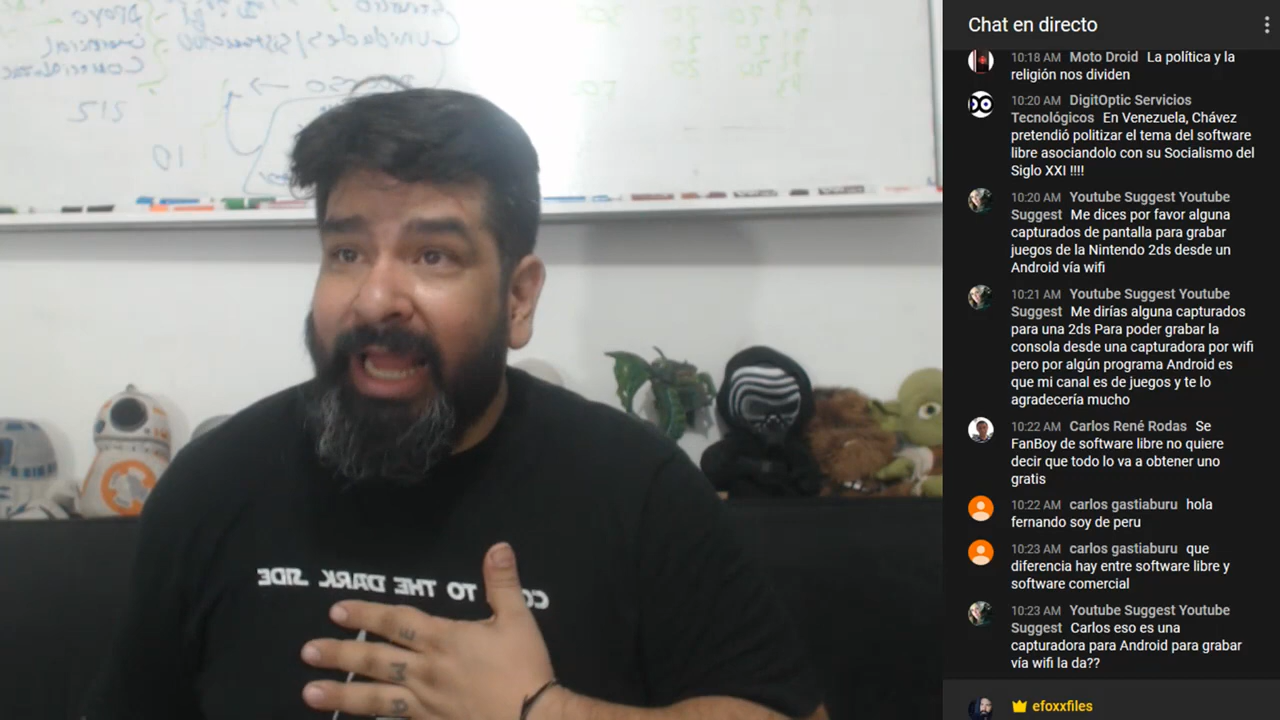 Chat en directo
10:18 AM Moto Droid La política y la
religión nos dividen
10:20 AM DigitOptic Servicios
Tecnológicos En Venezuela, Chávez
pretendió politizar el tema del software
libre asociandolo con su Socialismo del
Siglo XXI !!!!
10:20 AM Youtube Suggest Youtube
Suggest Me dices por favor alguna
capturados de pantalla para grabar
juegos de la Nintendo 2ds desde un
Android vía wifi
10:21 AM Youtube Suggest Youtube
Suggest Me dirías alguna capturados
para una 2ds Para poder grabar la
consola desde una capturadora por wifi
pero por algún programa Android es
que mi canal es de juegos y te lo
agradecería mucho
10:22 AM Carlos René Rodas Se
FanBoy de software libre no quiere
decir que todo lo va a obtener uno
gratis
10:22 AM carlos gastiaburu hola
fernando soy de peru
10:23 AM carlos gastiaburu que
diferencia hay entre software libre y
software comercial
10:23 AM Youtube Suggest Youtube
Suggest Carlos eso es una
capturadora para Android para grabar
vía wifi la da??
efoxxfiles
TO THE DARK SIDE
212
10